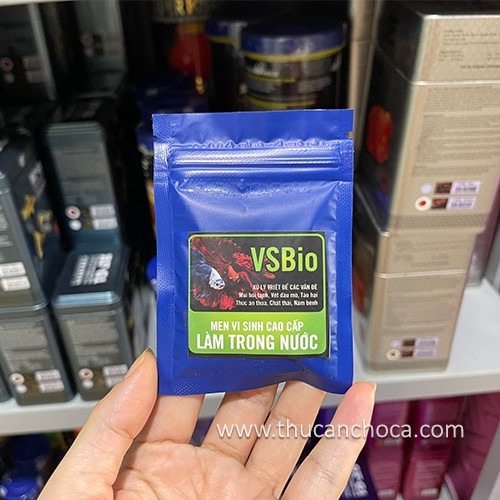 VSBio
XỬ LÝ TRIỆT ĐỂ CÁC VẤN ĐỀ
Mùi hôi tanh, Vết dầu mỡ, Tảo hại
Thức ăn thừa, Chất thải, Nấm bệnh
MEN VI SINH CAO CẤP
LÀM TRONG NƯỚC
www.thucanchoca.com